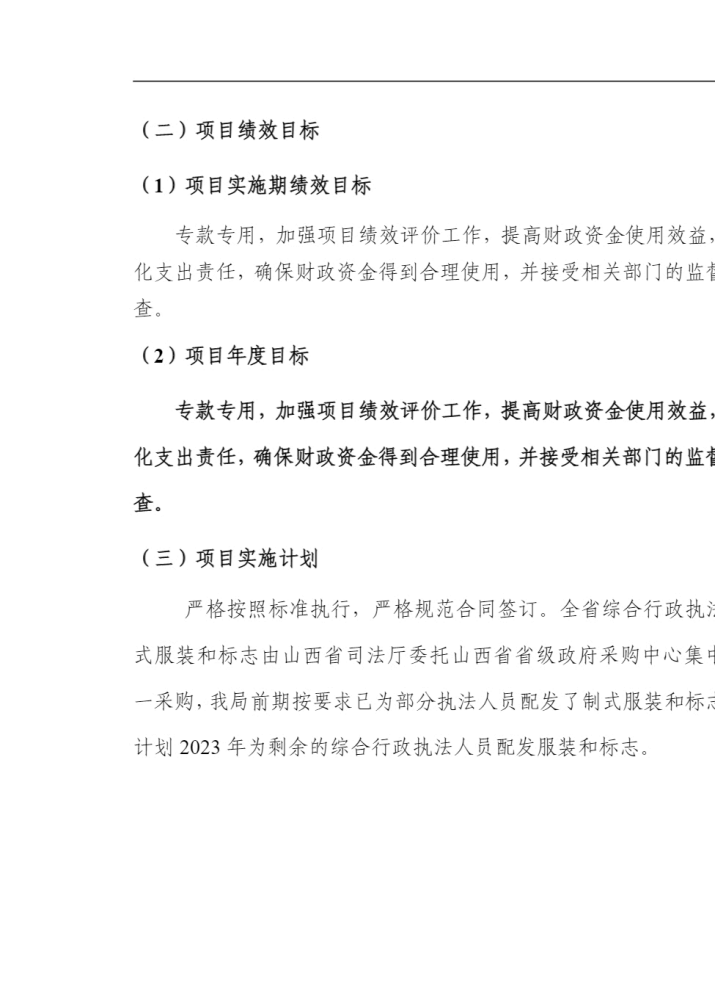 （二）项目绩效目标
（1）项目实施期绩效目标
专款专用，加强项目绩效评价工作，提高财政资金使用效益，
化支出责任，确保财政资金得到合理使用，并接受相关部门的监督
查。
（2）项目年度目标
专款专用，加强项目绩效评价工作，提高财政资金使用效益，
化支出责任，确保财政资金得到合理使用，并接受相关部门的监督
查。
（三）项目实施计划
严格按照标准执行，严格规范合同签订。全省综合行政执法
式服装和标志由山西省司法厅委托山西省省级政府采购中心集中
一采购，我局前期按要求已为部分执法人员配发了制式服装和标志
计划 2023 年为剩余的综合行政执法人员配发服装和标志。